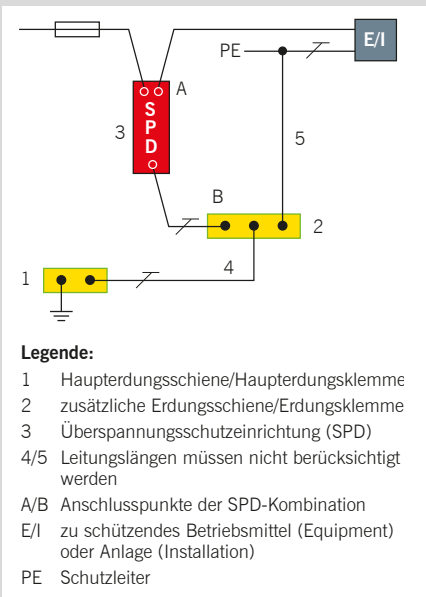 PE
E/I
A
3
SPD
5
B
2
1
4
Legende:
1 Haupterdungsschiene/Haupterdungsklemme
2 zusätzliche Erdungsschiene/Erdungsklemme
3 Überspannungsschutzeinrichtung (SPD)
4/5 Leitungslängen müssen nicht berücksichtigt
werden
A/B Anschlusspunkte der SPD-Kombination
E/I zu schützendes Betriebsmittel (Equipment)
oder Anlage (Installation)
PE Schutzleiter